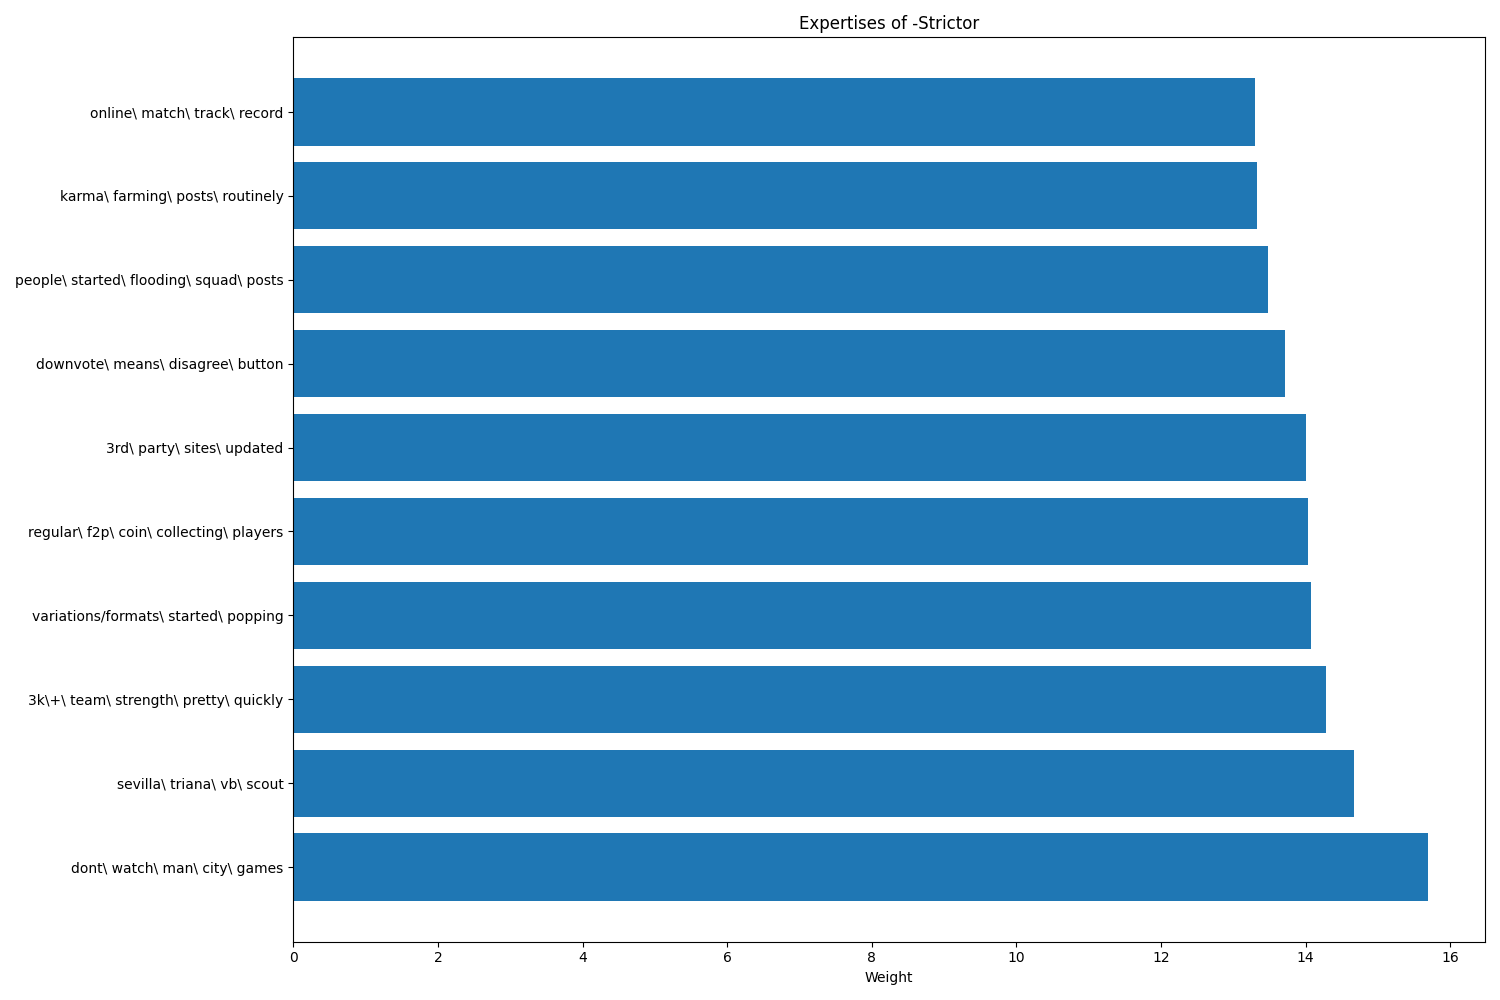 Expertises of -Strictor
online\ match\ track\ record
karma\ farming\ posts\ routinely
people\ started\ flooding\ squad\ posts
downvote\ means\ disagree\ button
3rd\ party\ sites\ updated
regular\ f2p\ coin\ collecting\ players
variations/formats\ started\ popping
3k\+\ team\ strength\ pretty\ quickly
sevilla\ triana\ vb\ scout
dont\ watch\ man\ city\ games
0 2 4 6 8 10 12 14 16
Weight